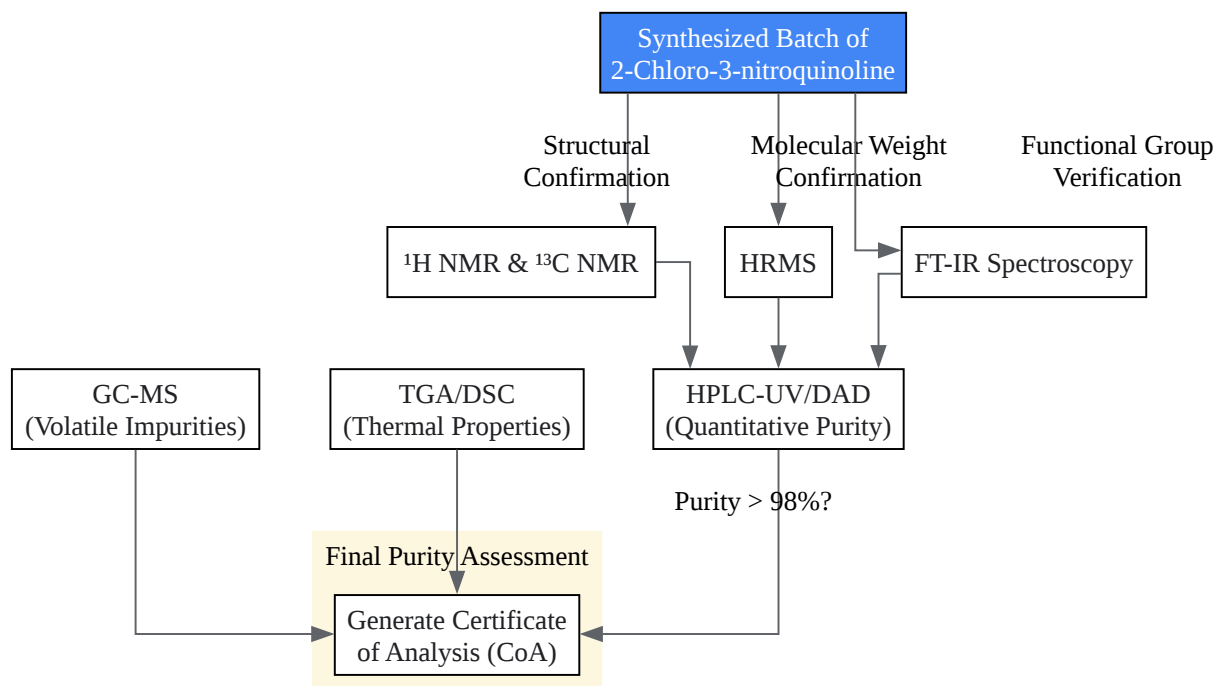 Synthesized Batch of
2-Chloro-3-nitroquinoline
Structural
Confirmation
Molecular Weight
Confirmation
Functional Group
Verification
¹H NMR & ¹³C NMR
HRMS
FT-IR Spectroscopy
GC-MS
(Volatile Impurities)
TGA/DSC
(Thermal Properties)
HPLC-UV/DAD
(Quantitative Purity)
Purity > 98%?
Final Purity Assessment
Generate Certificate
of Analysis (CoA)